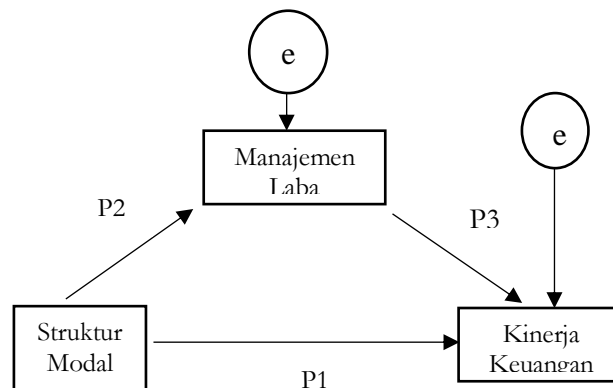 e
e
Manajemen
Laba
P2
P3
Struktur
Modal
Kinerja
Keuangan
P1